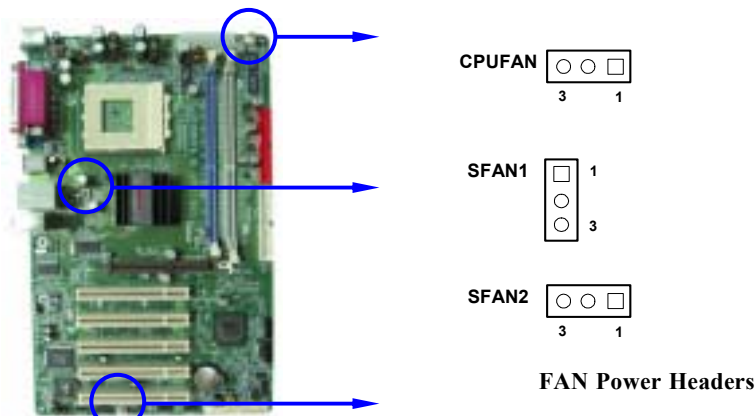 CPUFAN
3 1
SFAN1
1
3
SFAN2
3 1
FAN Power Headers